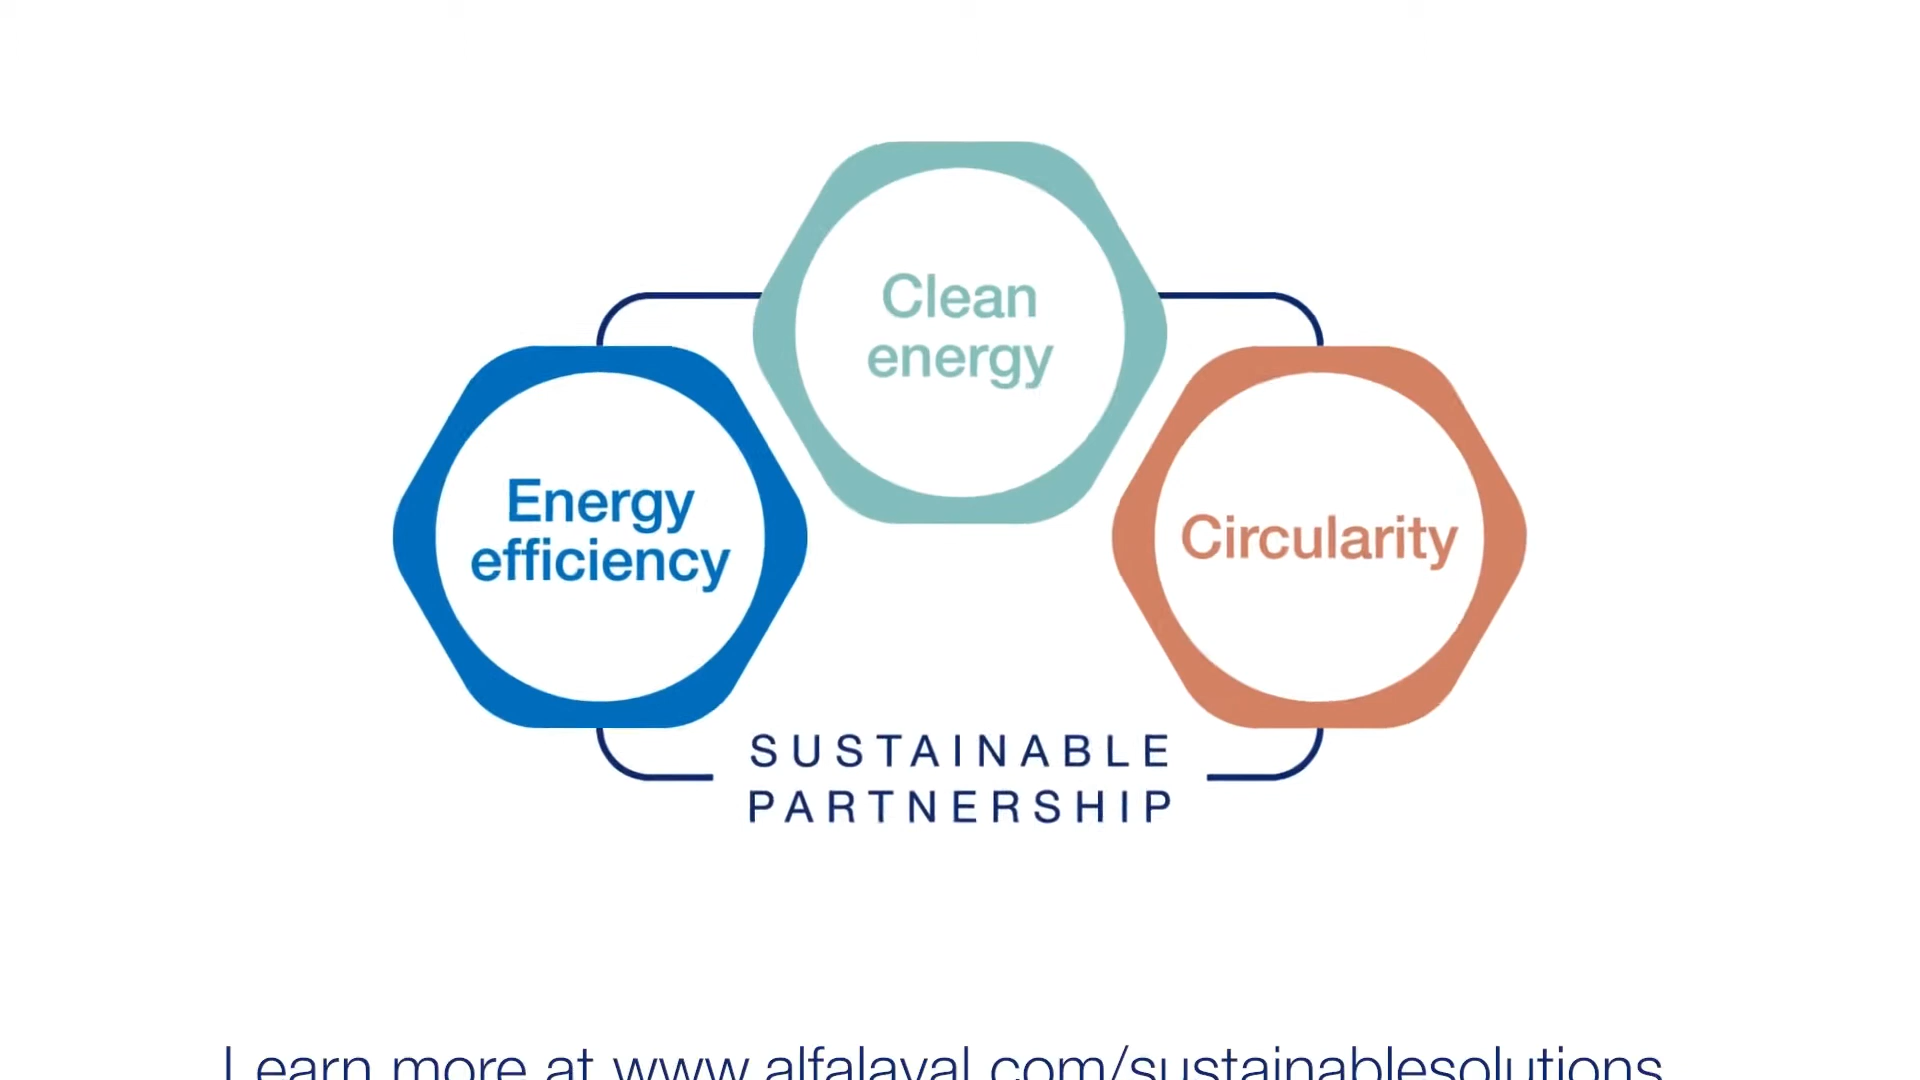 Clean
energy
Energy
efficiency
Circularity
SUSTAINABLE
PARTNERSHIP
Learn more at www.alfalaval.com/sustainablesolutions